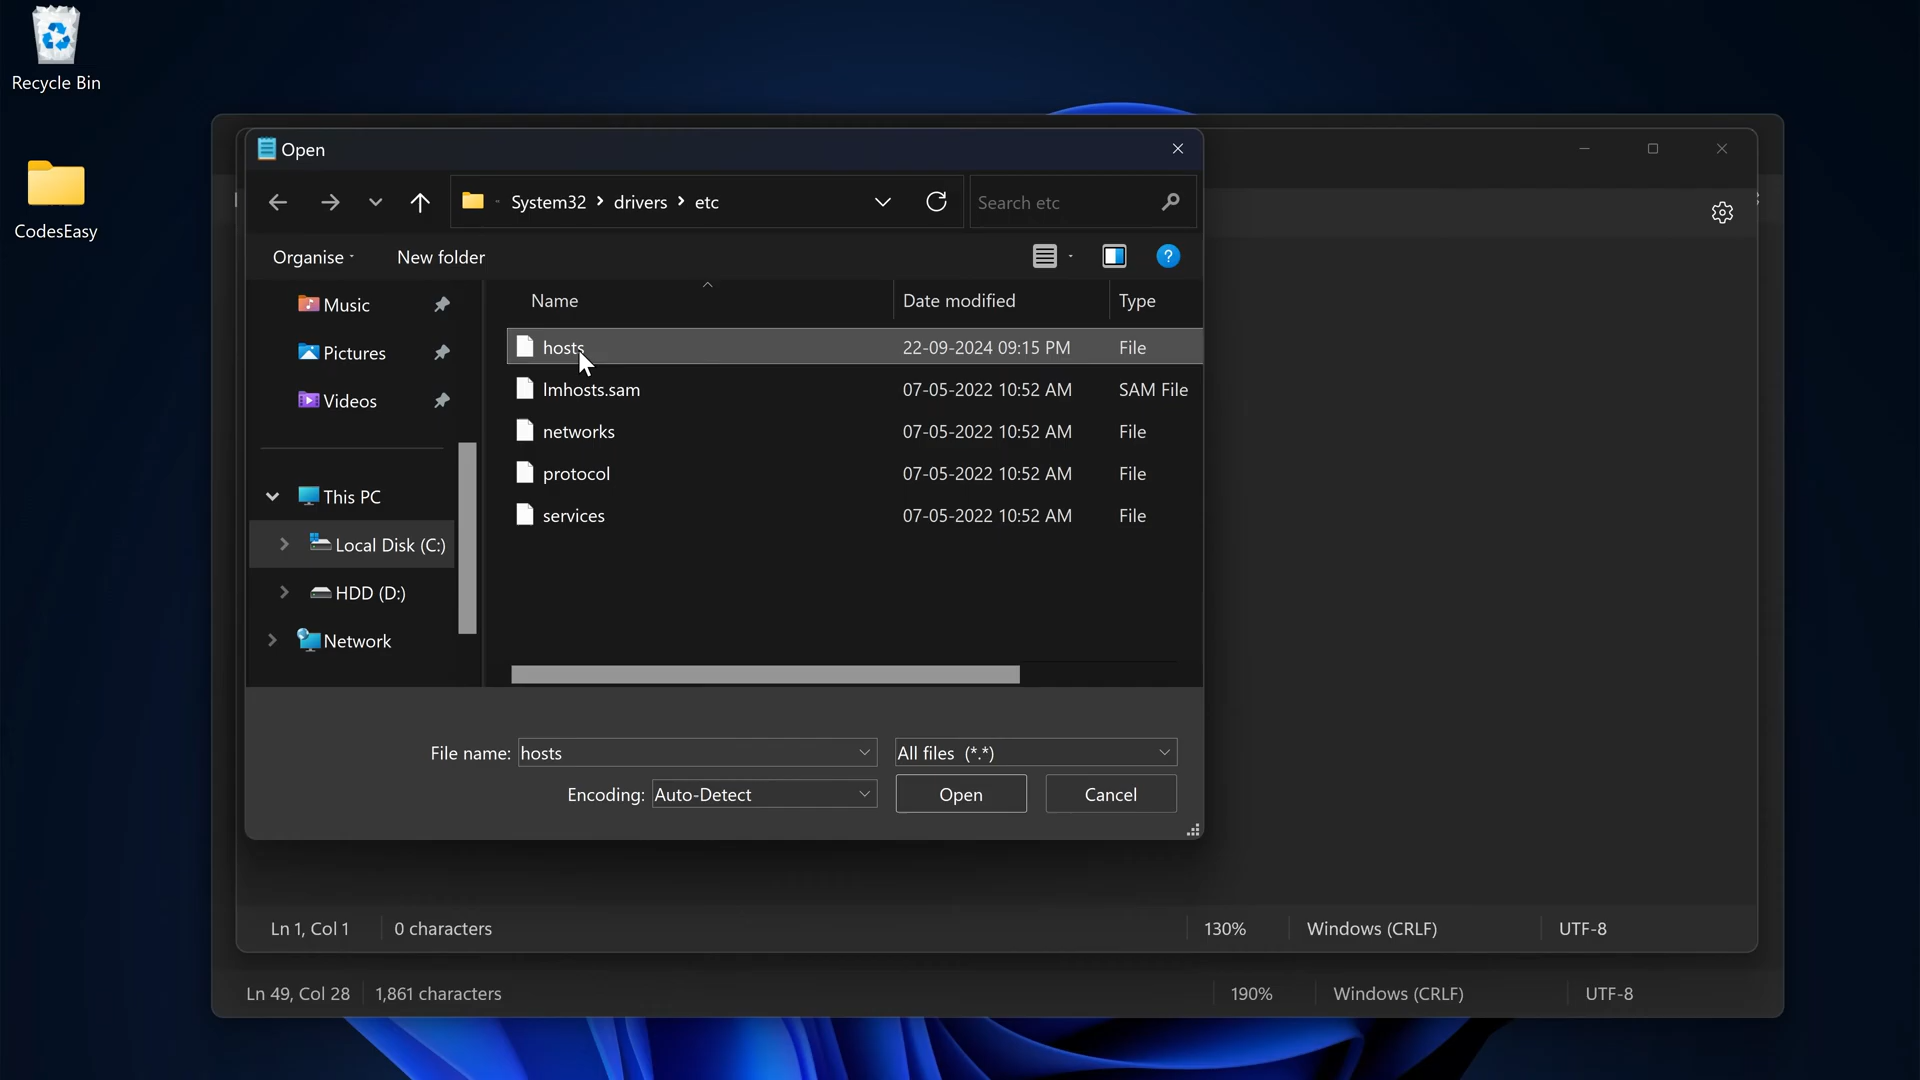 Recycle Bin
CodesEasy
Open
System32 > drivers > etc
Search etc
Organise
New folder
?
Name
Date modified
Type
Music
Pictures
Videos
This PC
Local Disk (C:)
HDD (D:)
Network
hosts 22-09-2024 09:15 PM File
lmhosts.sam 07-05-2022 10:52 AM SAM File
networks 07-05-2022 10:52 AM File
protocol 07-05-2022 10:52 AM File
services 07-05-2022 10:52 AM File
File name: hosts
All files (*.*)
Encoding: Auto-Detect
Open
Cancel
Ln 1, Col 1
0 characters
130%
Windows (CRLF)
UTF-8
Ln 49, Col 28
1,861 characters
190%
Windows (CRLF)
UTF-8